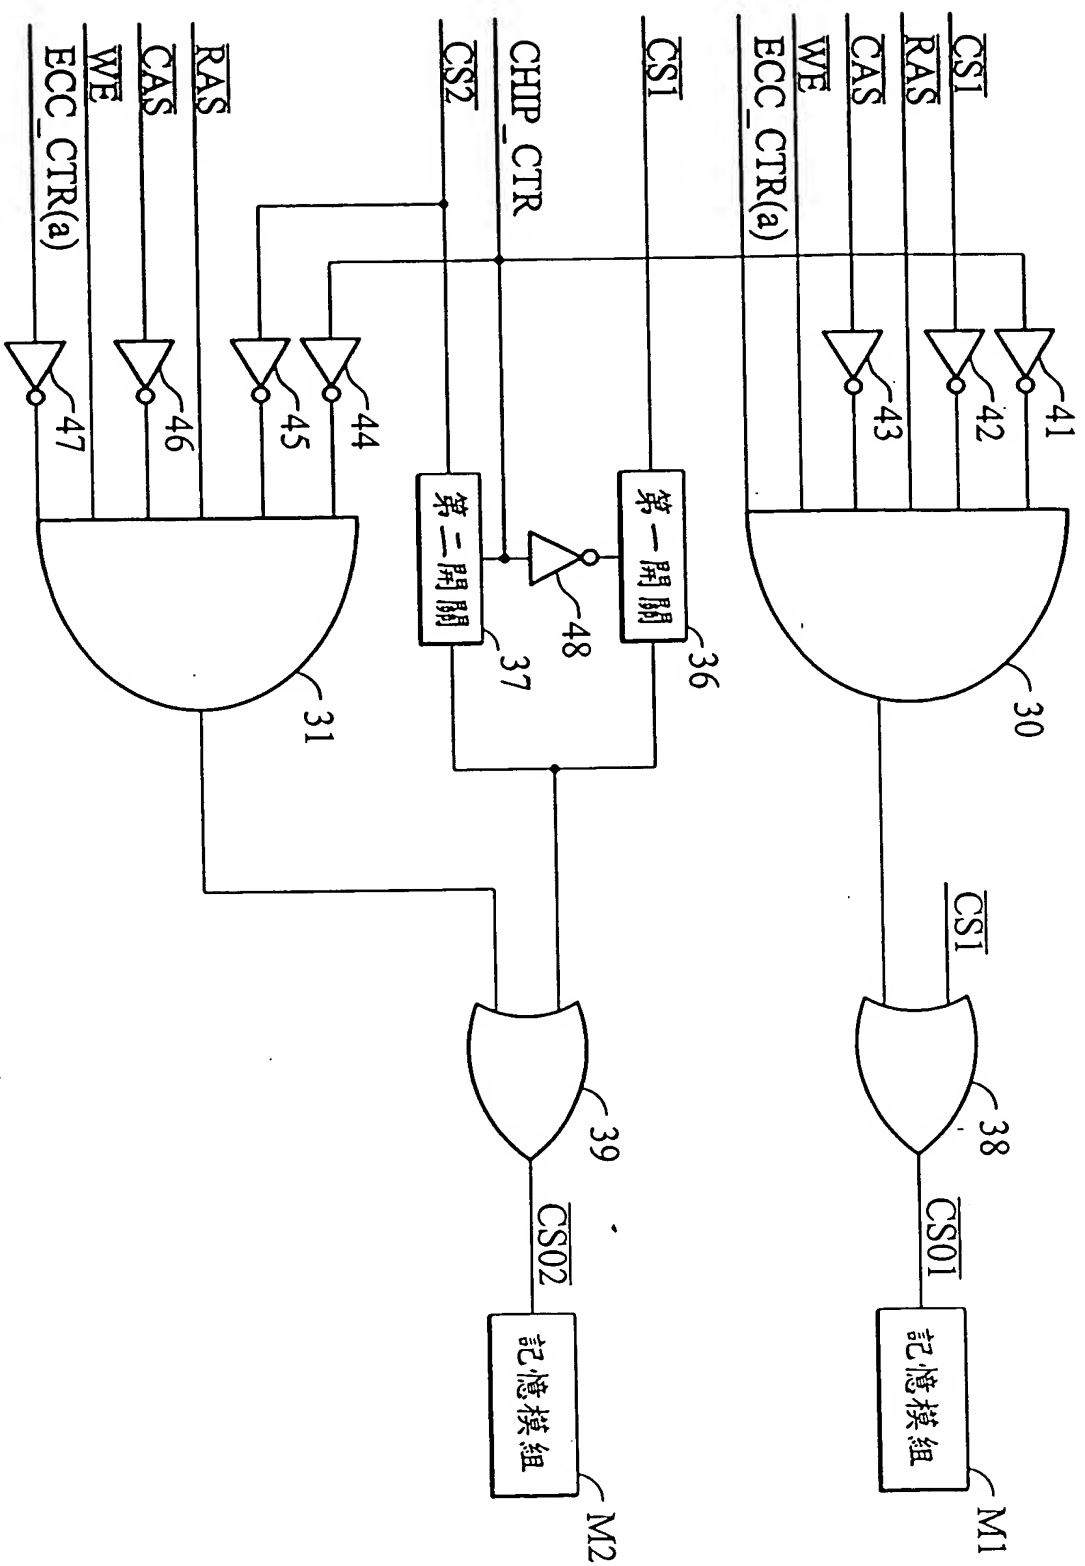 CS1
RAS
CAS
WE
ECC_CTR(a)
CS1
CHIP_CTR
CS2
RAS
CAS
WE
ECC_CTR(a)
41
42
43
44
45
46
47
第一開關
36
48
第二開關
37
30
31
CS1
38
39
CS01
CS02
記憶模組
M1
記憶模組
M2